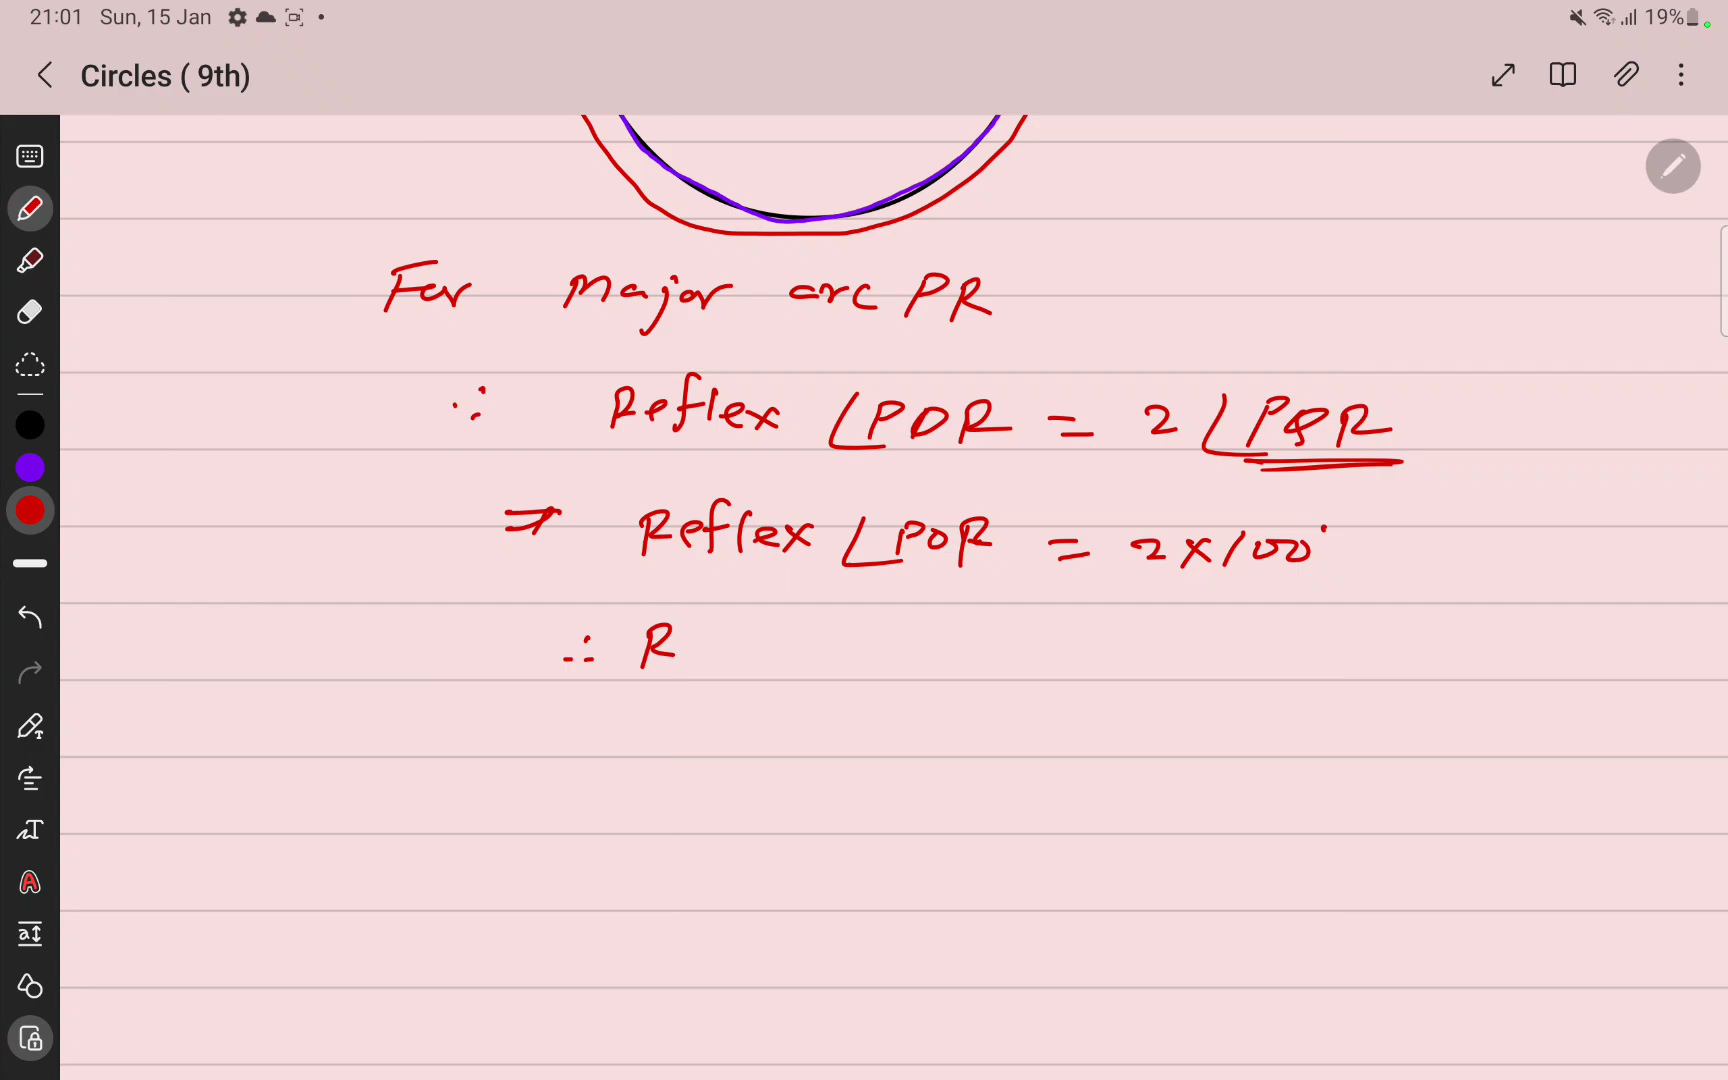 21:01 Sun, 15 Jan 19%
Circles ( 9th)
For Major arc PR
∵ Reflex ∠POR = 2 ∠PQR
⇒ Reflex ∠POR = 2 × 100°
∴ R